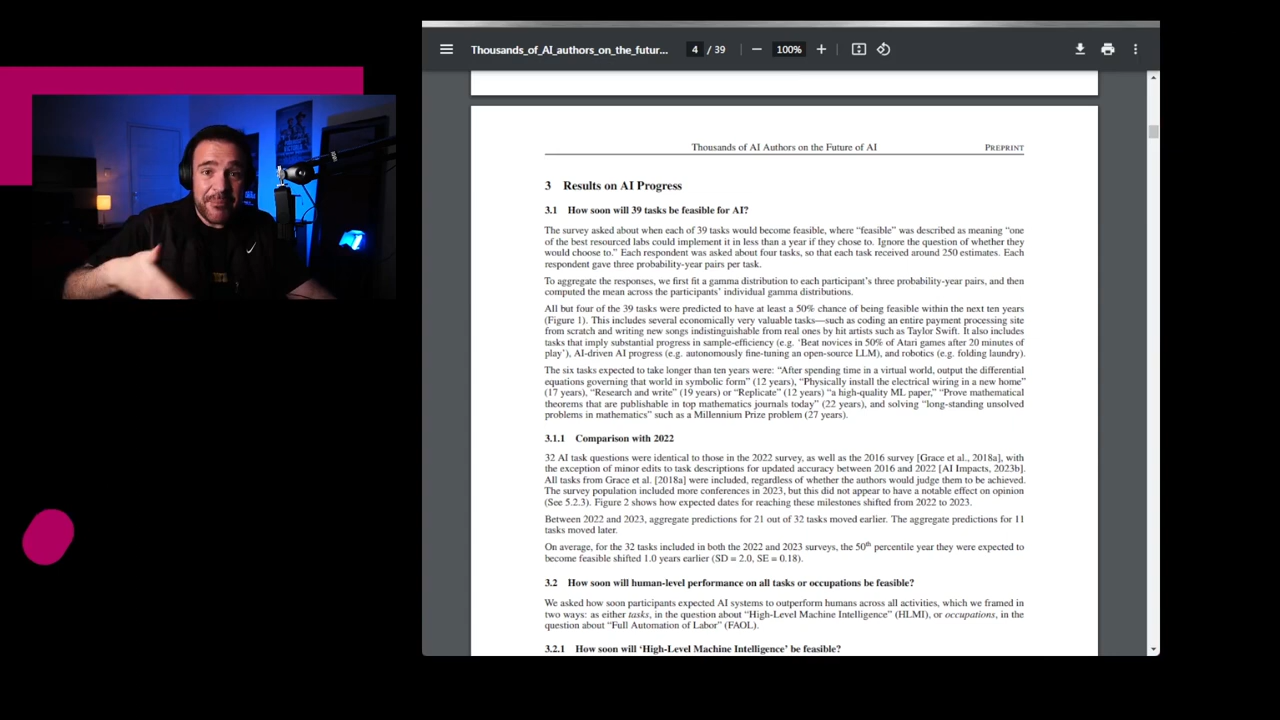 Thousands_of_AI_authors_on_the_futur...
4 / 39
100%
Thousands of AI Authors on the Future of AI
PREPRINT
3 Results on AI Progress
3.1 How soon will 39 tasks be feasible for AI?
The survey asked about when each of 39 tasks would become feasible, where “feasible” was described as meaning “one
of the best resourced labs could implement it in less than a year if they chose to. Ignore the question of whether they
would choose to.” Each respondent was asked about four tasks, so that each task received around 250 estimates. Each
respondent gave three probability-year pairs per task.
To aggregate the responses, we first fit a gamma distribution to each participant's three probability-year pairs, and then
computed the mean across the participants' individual gamma distributions.
All but four of the 39 tasks were predicted to have at least a 50% chance of being feasible within the next ten years
(Figure 1). This includes several economically very valuable tasks—such as coding an entire payment processing site
from scratch and writing new songs indistinguishable from real ones by hit artists such as Taylor Swift. It also includes
tasks that imply substantial progress in sample-efficiency (e.g. ‘Beat novices in 50% of Atari games after 20 minutes of
play’), AI-driven AI progress (e.g. autonomously fine-tuning an open-source LLM), and robotics (e.g. folding laundry).
The six tasks expected to take longer than ten years were: “After spending time in a virtual world, output the differential
equations governing that world in symbolic form” (12 years), “Physically install the electrical wiring in a new home”
(17 years), “Research and write” (19 years) or “Replicate” (12 years) “a high-quality ML paper,” “Prove mathematical
theorems that are publishable in top mathematics journals today” (22 years), and solving “long-standing unsolved
problems in mathematics” such as a Millennium Prize problem (27 years).
3.1.1 Comparison with 2022
32 AI task questions were identical to those in the 2022 survey, as well as the 2016 survey [Grace et al., 2018a], with
the exception of minor edits to task descriptions for updated accuracy between 2016 and 2022 [AI Impacts, 2023b].
All tasks from Grace et al. [2018a] were included, regardless of whether the authors would judge them to be achieved.
The survey population included more conferences in 2023, but this did not appear to have a notable effect on opinion
(See 5.2.3). Figure 2 shows how expected dates for reaching these milestones shifted from 2022 to 2023.
Between 2022 and 2023, aggregate predictions for 21 out of 32 tasks moved earlier. The aggregate predictions for 11
tasks moved later.
On average, for the 32 tasks included in both the 2022 and 2023 surveys, the 50th percentile year they were expected to
become feasible shifted 1.0 years earlier (SD = 2.0, SE = 0.18).
3.2 How soon will human-level performance on all tasks or occupations be feasible?
We asked how soon participants expected AI systems to outperform humans across all activities, which we framed in
two ways: as either tasks, in the question about “High-Level Machine Intelligence” (HLMI), or occupations, in the
question about “Full Automation of Labor” (FAOL).
3.2.1 How soon will ‘High-Level Machine Intelligence’ be feasible?